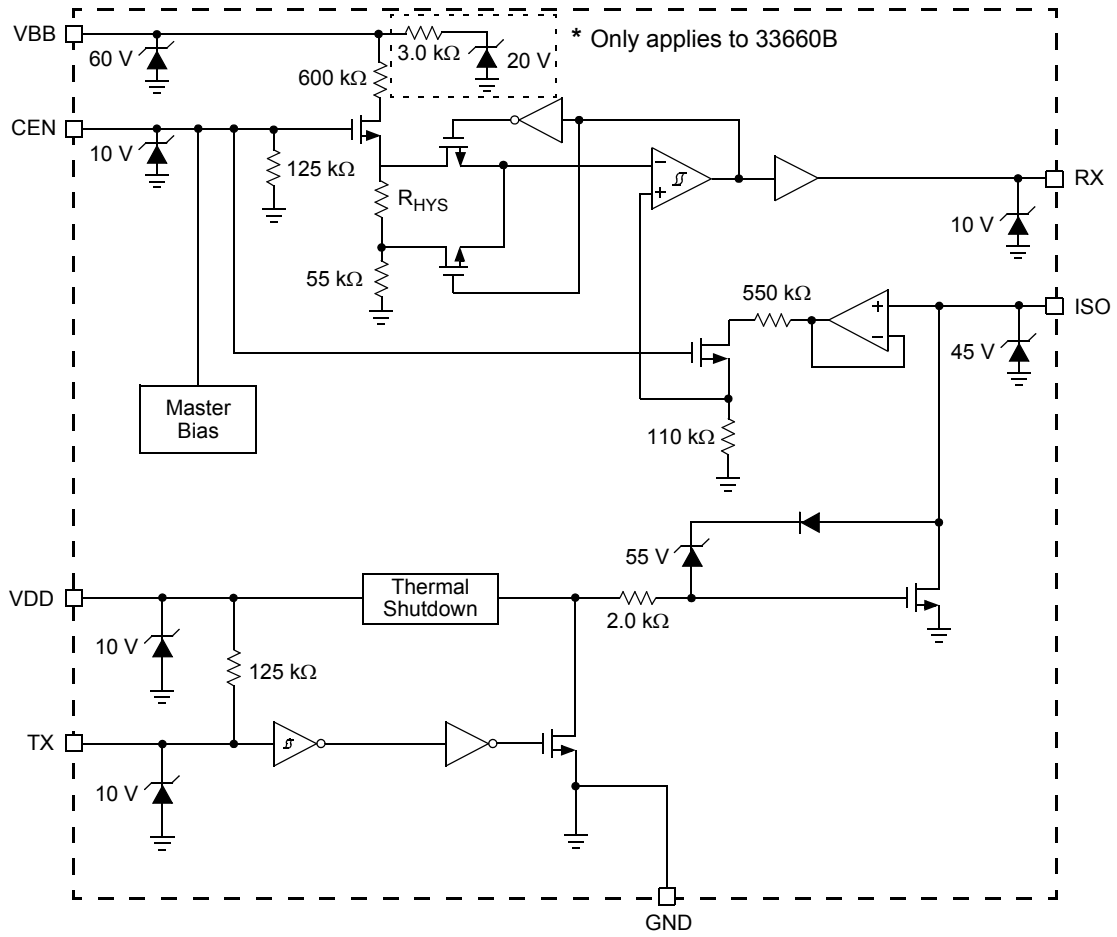 VBB
60 V
3.0 kΩ
20 V
* Only applies to 33660B
600 kΩ
CEN
10 V
125 kΩ
RHYS
55 kΩ
−
+
RX
10 V
550 kΩ
+
−
ISO
45 V
Master
Bias
110 kΩ
55 V
VDD
Thermal
Shutdown
2.0 kΩ
10 V
125 kΩ
TX
10 V
GND